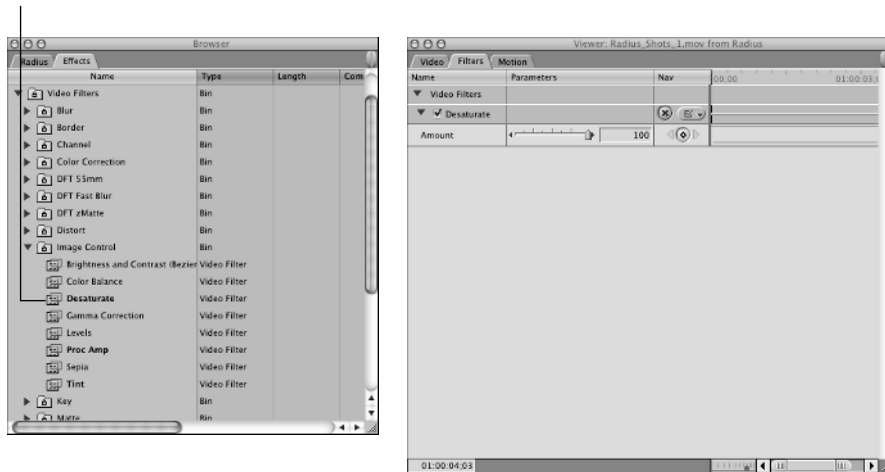 Browser
Radius Effects
Name Type Length Com
Video Filters Bin
Blur Bin
Border Bin
Channel Bin
Color Correction Bin
DFT 55mm Bin
DFT Fast Blur Bin
DFT zMatte Bin
Distort Bin
Image Control Bin
Brightness and Contrast (Bezier Video Filter
Color Balance Video Filter
Desaturate Video Filter
Gamma Correction Video Filter
Levels Video Filter
Proc Amp Video Filter
Sepia Video Filter
Tint Video Filter
Key Bin
Matte Bin
Viewer: Radius_Shots_1.mov from Radius
Video Filters Motion
Name Parameters Nav 00;00 01:00:03;
Video Filters
Desaturate
Amount 100
01:00:04;03